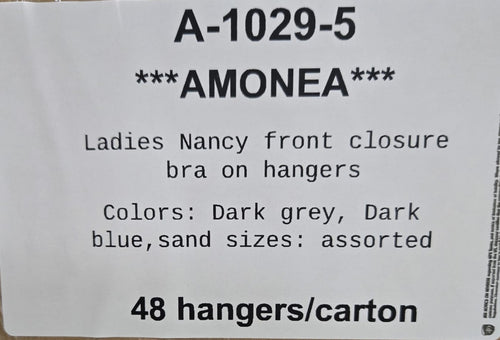 A-1029-5
***AMONEA***
Ladies Nancy front closure
bra on hangers
Colors: Dark grey, Dark
blue,sand sizes: assorted
48 hangers/carton